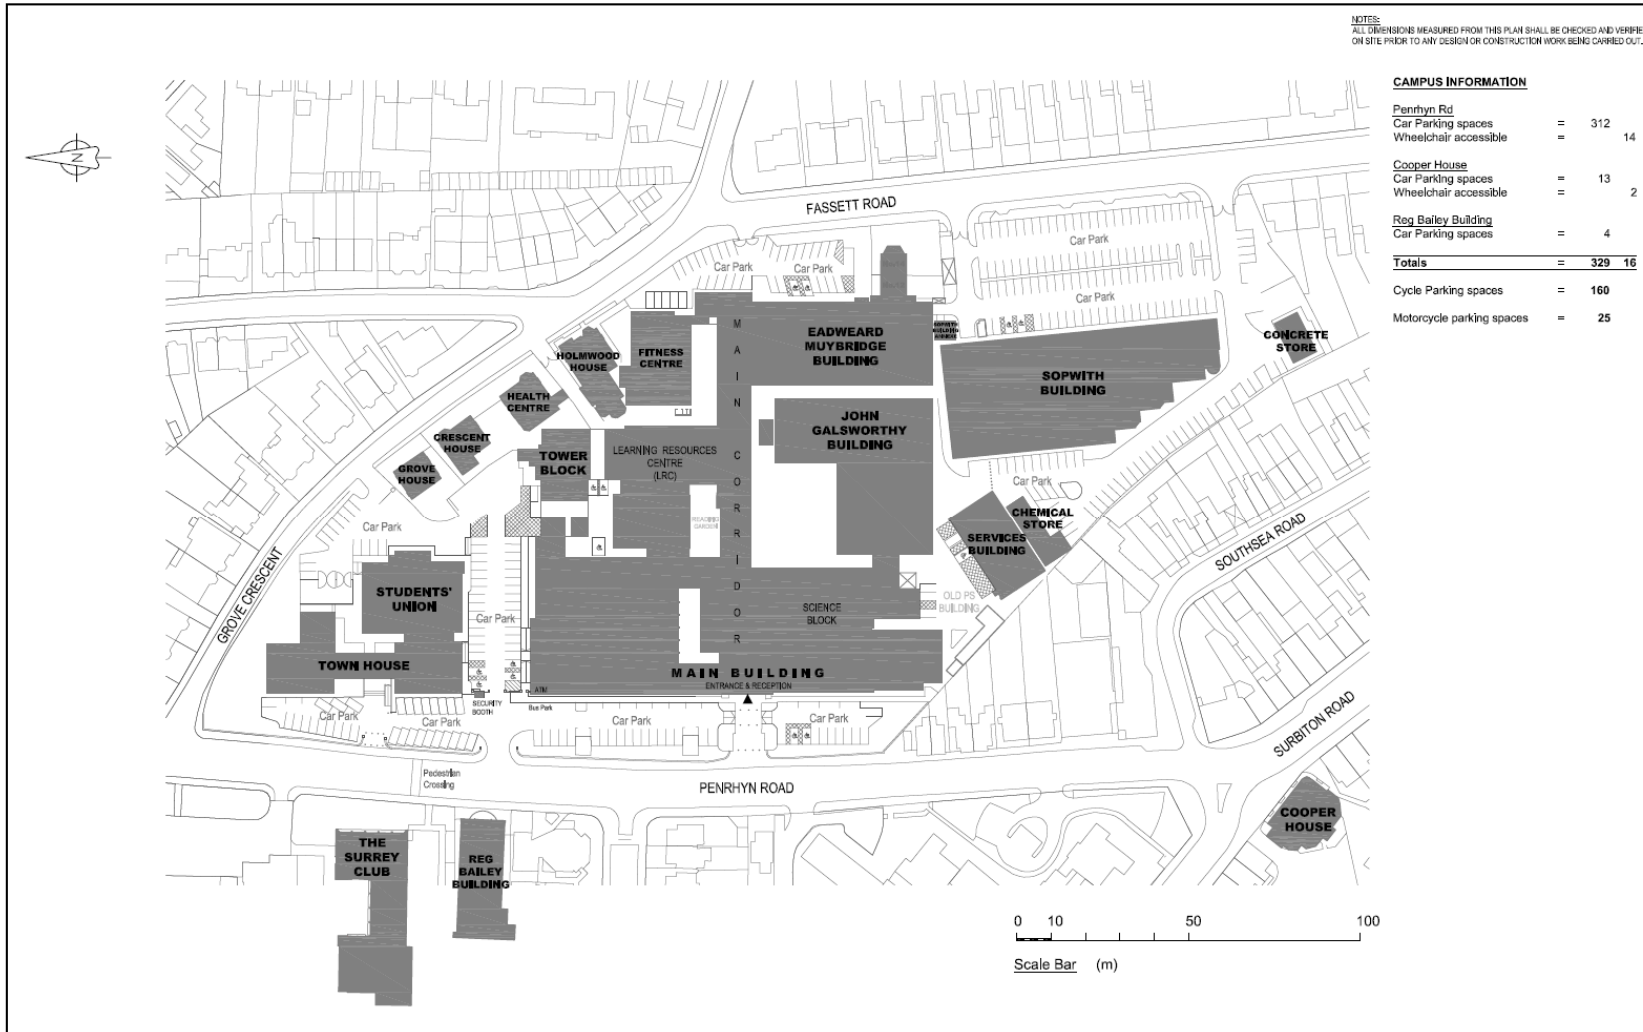 NOTES:
ALL DIMENSIONS MEASURED FROM THIS PLAN SHALL BE CHECKED AND VERIFIE
ON SITE PRIOR TO ANY DESIGN OR CONSTRUCTION WORK BEING CARRIED OUT.
CAMPUS INFORMATION
Penrhyn Rd
Car Parking spaces = 312
Wheelchair accessible = 14
Cooper House
Car Parking spaces = 13
Wheelchair accessible = 2
Reg Bailey Building
Car Parking spaces = 4
Totals = 329 16
Cycle Parking spaces = 160
Motorcycle parking spaces = 25
N
FASSETT ROAD
Car Park
Car Park
Car Park
Car Park
CONCRETE
STORE
EADWEARD
MUYBRIDGE
BUILDING
SOPWITH
BUILDING
HOLMWOOD
HOUSE
FITNESS
CENTRE
HEALTH
CENTRE
CRESCENT
HOUSE
GROVE
HOUSE
TOWER
BLOCK
LEARNING RESOURCES
CENTRE
(LRC)
MAIN CORRIDOR
JOHN
GALSWORTHY
BUILDING
READING
GARDEN
Car Park
CHEMICAL
STORE
SERVICES
BUILDING
OLD PS
BUILDING
SOUTHSEA ROAD
GROVE CRESCENT
Car Park
STUDENTS'
UNION
Car Park
TOWN HOUSE
SCIENCE
BLOCK
MAIN BUILDING
ENTRANCE & RECEPTION
ATM
SECURITY
BOOTH
Bus Park
Car Park
Car Park
Car Park
Car Park
SURBITON ROAD
Pedestrian
Crossing
PENRHYN ROAD
COOPER
HOUSE
THE
SURREY
CLUB
REG
BAILEY
BUILDING
0 10 50 100
Scale Bar (m)